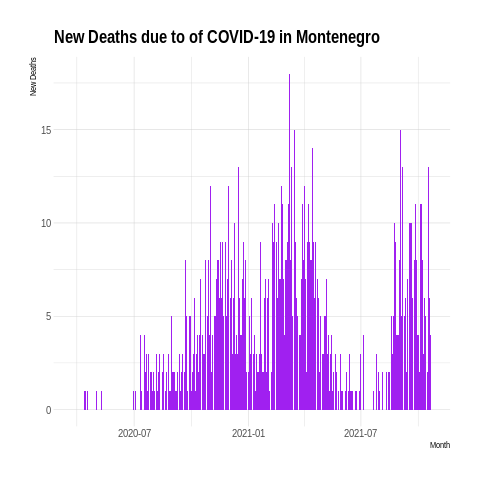 New Deaths due to of COVID-19 in Montenegro
New Deaths
15
10
5
0
2020-07 2021-01 2021-07
Month